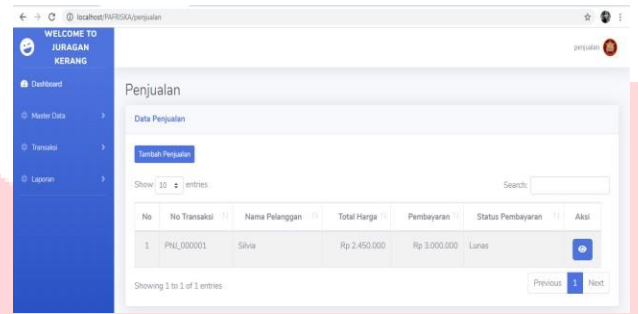 localhost/PAFRISKA/penjualan
WELCOME TO
JURAGAN
KERANG
penjualan
Dashboard
Master Data
Transaksi
Laporan
Penjualan
Data Penjualan
Tambah Penjualan
Show 10 entries
Search:
No No Transaksi Nama Pelanggan Total Harga Pembayaran Status Pembayaran Aksi
1 PNJ_000001 Silvia Rp 2.450.000 Rp 3.000.000 Lunas
Showing 1 to 1 of 1 entries
Previous 1 Next